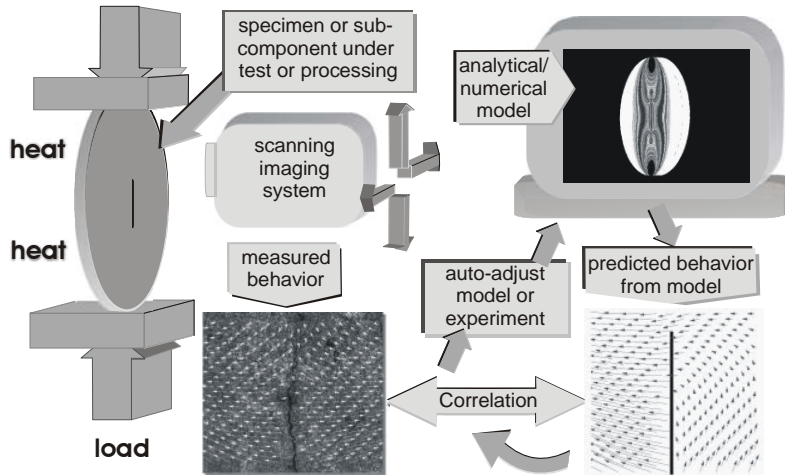 specimen or sub-
component under
test or processing
analytical/
numerical
model
heat
scanning
imaging
system
heat
measured
behavior
auto-adjust
model or
experiment
predicted behavior
from model
Correlation
load